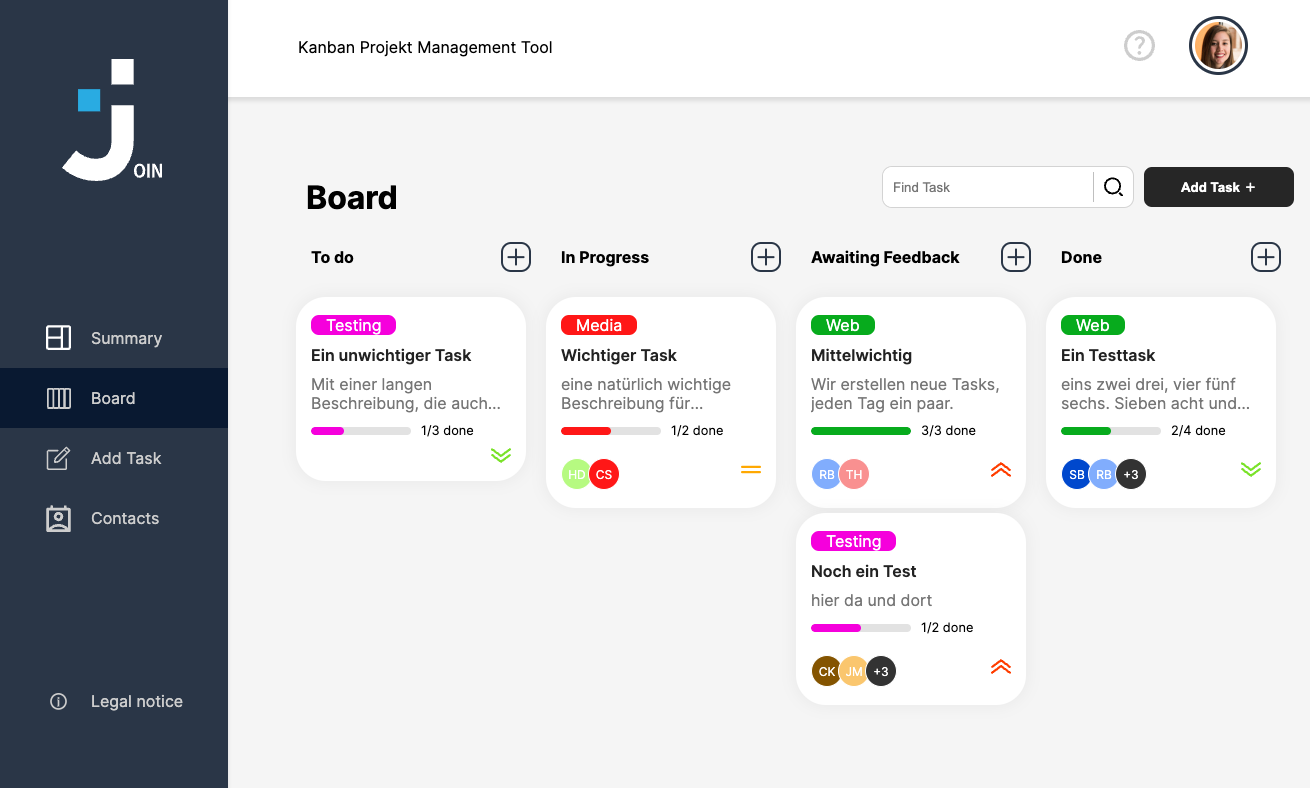 Kanban Projekt Management Tool
JOIN
Summary
Board
Add Task
Contacts
Legal notice
Board
Find Task
Add Task +
To do
Testing
Ein unwichtiger Task
Mit einer langen
Beschreibung, die auch...
1/3 done
In Progress
Media
Wichtiger Task
eine natürlich wichtige
Beschreibung für...
1/2 done
HD CS
Awaiting Feedback
Web
Mittelwichtig
Wir erstellen neue Tasks,
jeden Tag ein paar.
3/3 done
RB TH
Testing
Noch ein Test
hier da und dort
1/2 done
CK JM +3
Done
Web
Ein Testtask
eins zwei drei, vier fünf
sechs. Sieben acht und...
2/4 done
SB RB +3